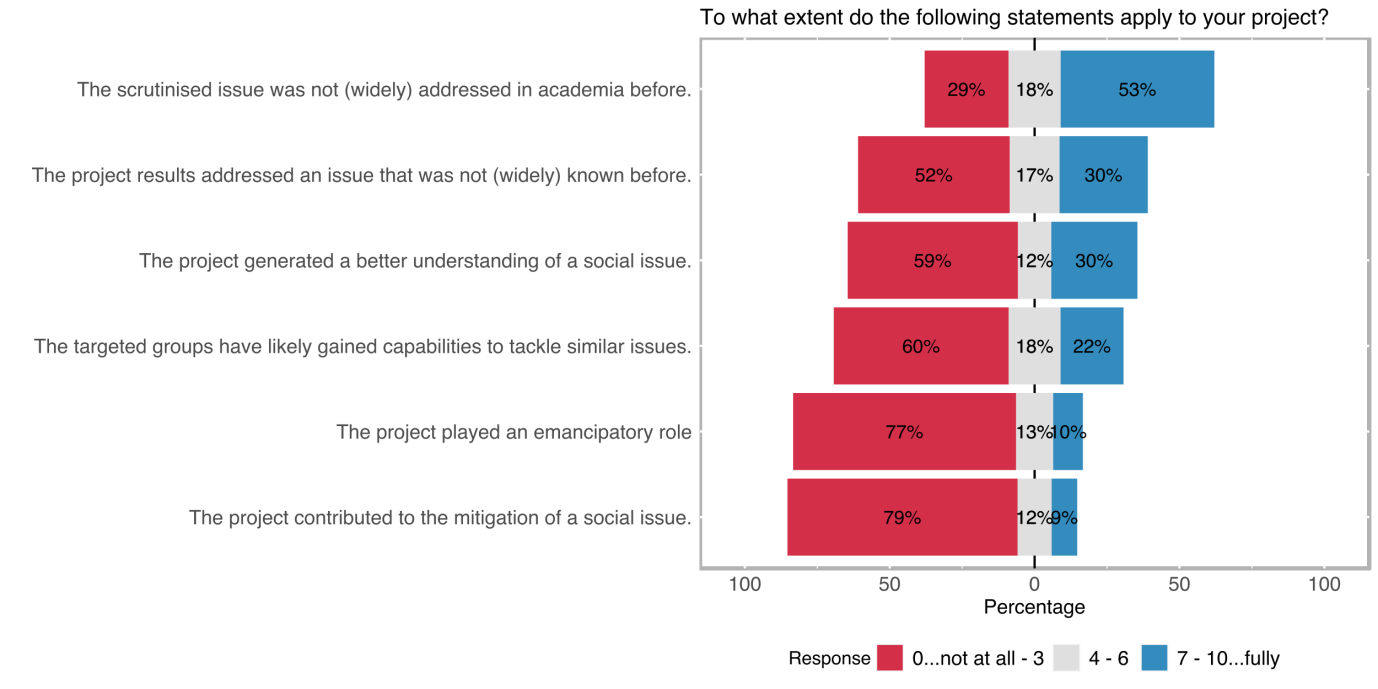 To what extent do the following statements apply to your project?
The scrutinised issue was not (widely) addressed in academia before.
29% 18% 53%
The project results addressed an issue that was not (widely) known before.
52% 17% 30%
The project generated a better understanding of a social issue.
59% 12% 30%
The targeted groups have likely gained capabilities to tackle similar issues.
60% 18% 22%
The project played an emancipatory role
77% 13% 10%
The project contributed to the mitigation of a social issue.
79% 12% 9%
100 50 0 50 100
Percentage
Response 0...not at all - 3 4 - 6 7 - 10...fully